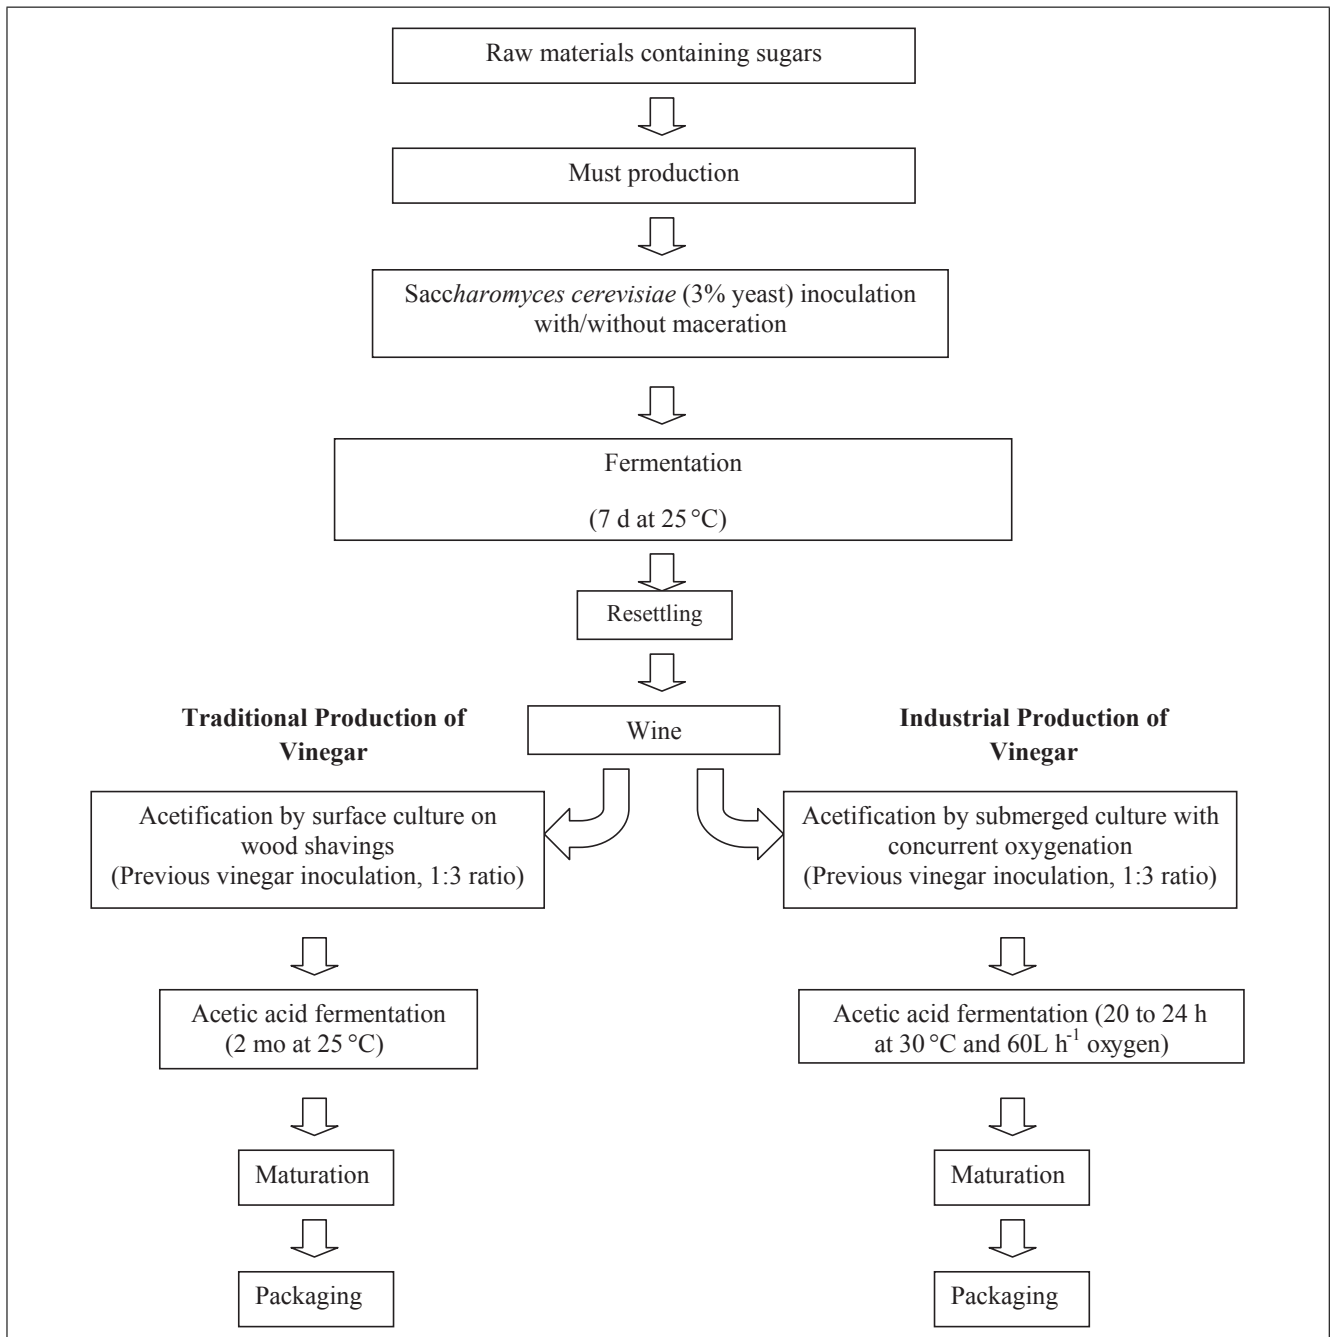 Raw materials containing sugars
Must production
Saccharomyces cerevisiae (3% yeast) inoculation
with/without maceration
Fermentation
(7 d at 25 °C)
Resettling
Wine
Traditional Production of
Vinegar
Acetification by surface culture on
wood shavings
(Previous vinegar inoculation, 1:3 ratio)
Acetic acid fermentation
(2 mo at 25 °C)
Maturation
Packaging
Industrial Production of
Vinegar
Acetification by submerged culture with
concurrent oxygenation
(Previous vinegar inoculation, 1:3 ratio)
Acetic acid fermentation (20 to 24 h
at 30 °C and 60L h⁻¹ oxygen)
Maturation
Packaging